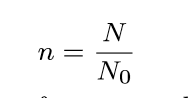 n = N / N₀